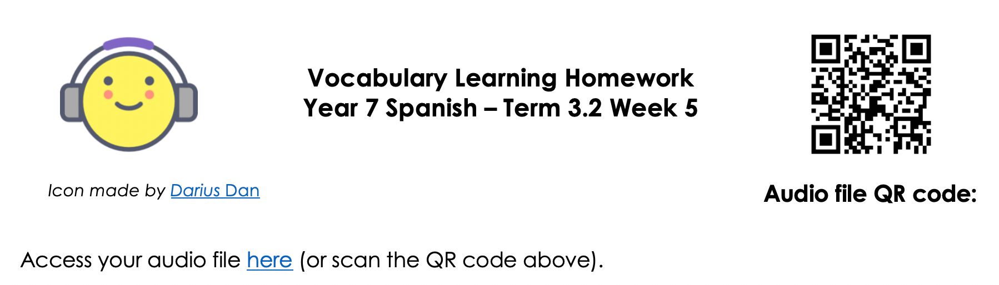 Vocabulary Learning Homework
Year 7 Spanish – Term 3.2 Week 5
Icon made by Darius Dan
Audio file QR code:
Access your audio file here (or scan the QR code above).